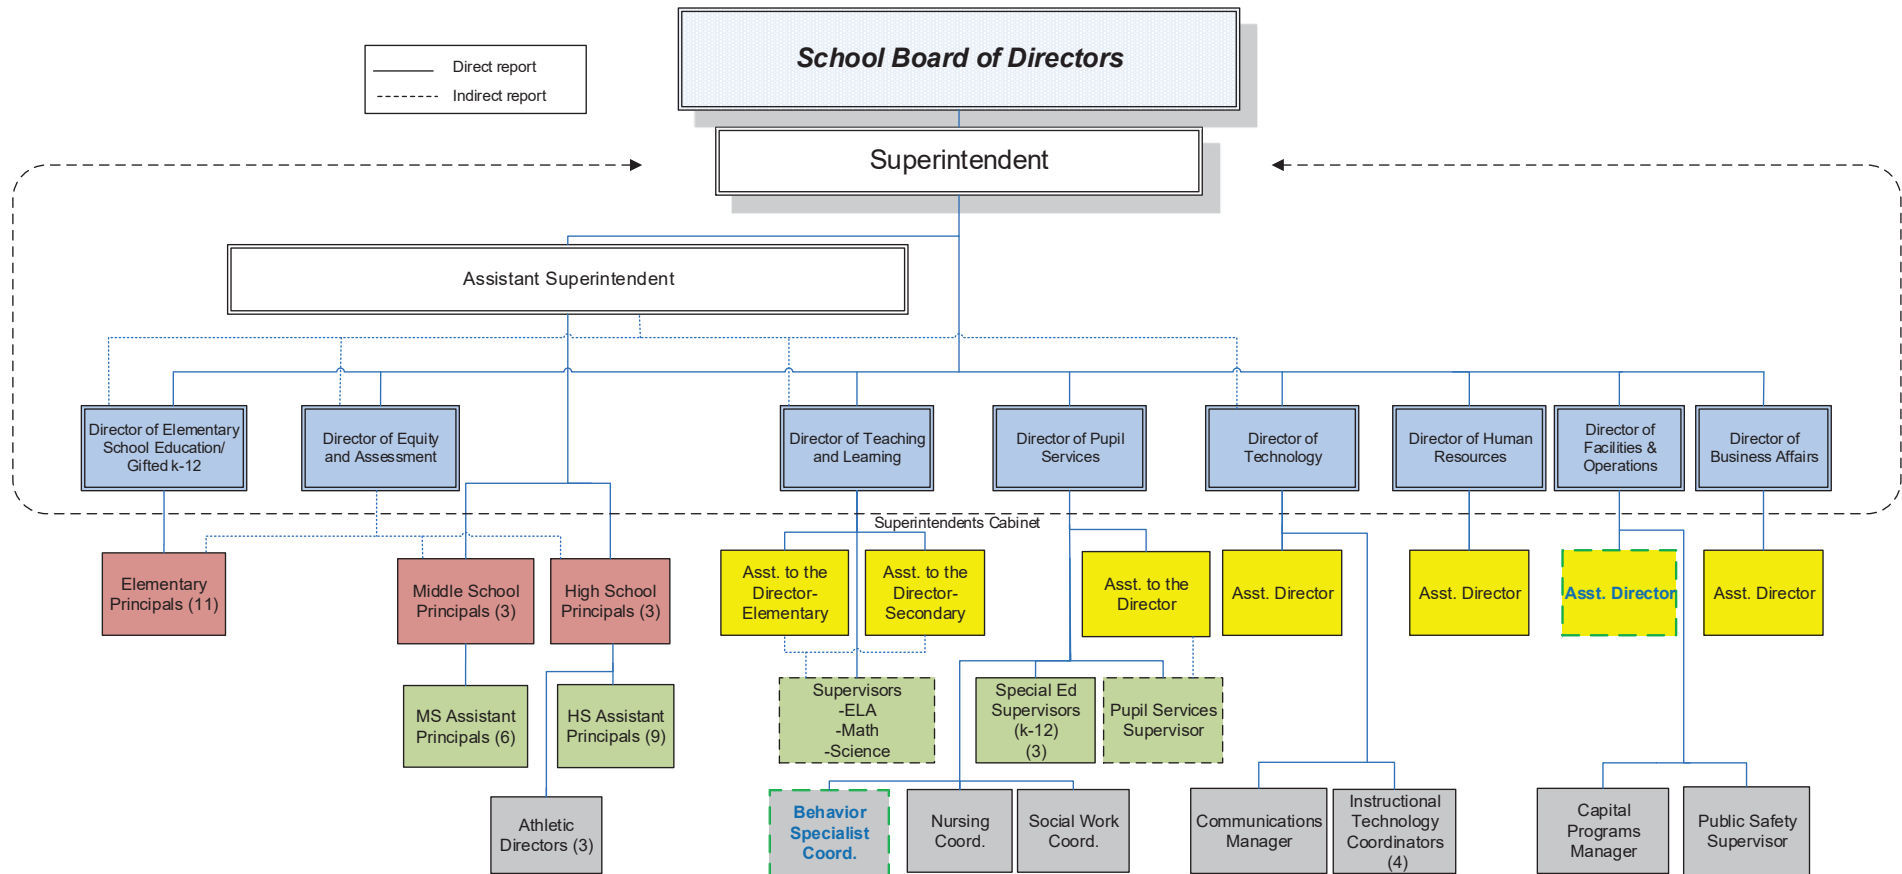 School Board of Directors
Direct report
Indirect report
Superintendent
Assistant Superintendent
Director of Elementary
School Education/
Gifted k-12
Director of Equity
and Assessment
Director of Teaching
and Learning
Director of Pupil
Services
Director of
Technology
Director of Human
Resources
Director of
Facilities &
Operations
Director of
Business Affairs
Superintendents Cabinet
Elementary
Principals (11)
Middle School
Principals (3)
High School
Principals (3)
Asst. to the
Director-
Elementary
Asst. to the
Director-
Secondary
Asst. to the
Director
Asst. Director
Asst. Director
Asst. Director
Asst. Director
MS Assistant
Principals (6)
HS Assistant
Principals (9)
Supervisors
-ELA
-Math
-Science
Special Ed
Supervisors
(k-12)
(3)
Pupil Services
Supervisor
Athletic
Directors (3)
Behavior
Specialist
Coord.
Nursing
Coord.
Social Work
Coord.
Communications
Manager
Instructional
Technology
Coordinators
(4)
Capital
Programs
Manager
Public Safety
Supervisor